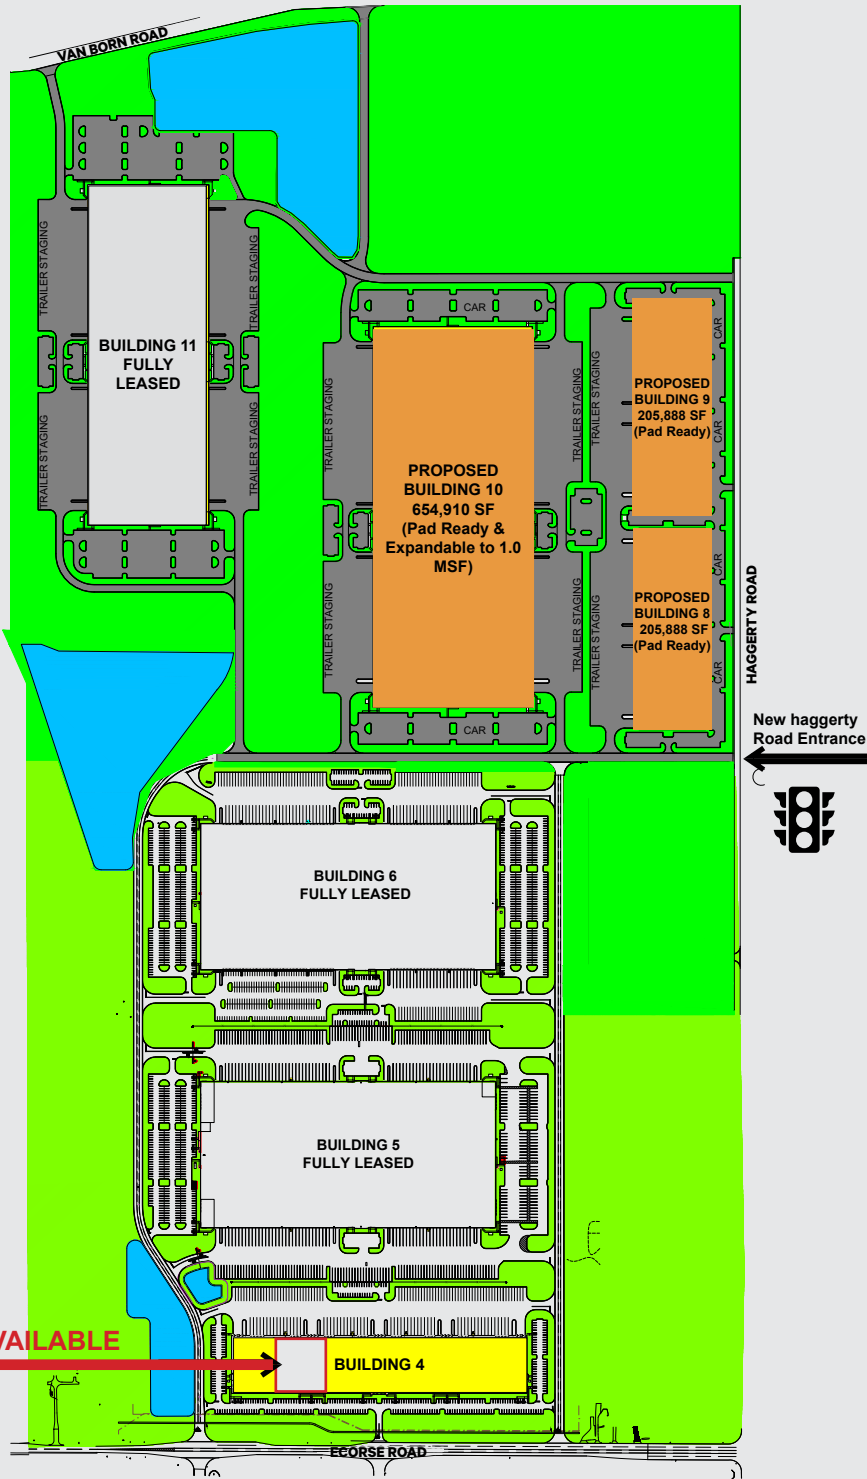 VAN BORN ROAD
TRAILER STAGING
TRAILER STAGING
BUILDING 11
FULLY
LEASED
TRAILER STAGING
TRAILER STAGING
CAR
TRAILER STAGING
TRAILER STAGING
TRAILER STAGING
CAR
PROPOSED
BUILDING 9
205,888 SF
(Pad Ready)
CAR
PROPOSED
BUILDING 10
654,910 SF
(Pad Ready &
Expandable to 1.0
MSF)
CAR
TRAILER STAGING
TRAILER STAGING
TRAILER STAGING
PROPOSED
BUILDING 8
205,888 SF
(Pad Ready)
CAR
HAGGERTY ROAD
CAR
New haggerty
Road Entrance
BUILDING 6
FULLY LEASED
BUILDING 5
FULLY LEASED
VAILABLE
BUILDING 4
ECORSE ROAD